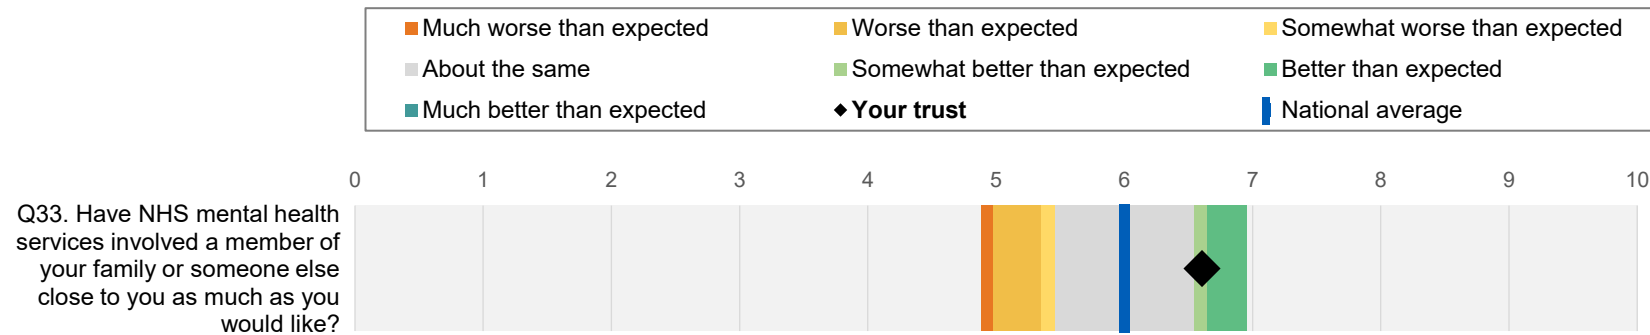 Much worse than expected Worse than expected Somewhat worse than expected
About the same Somewhat better than expected Better than expected
Much better than expected Your trust National average
0 1 2 3 4 5 6 7 8 9 10
Q33. Have NHS mental health
services involved a member of
your family or someone else
close to you as much as you
would like?